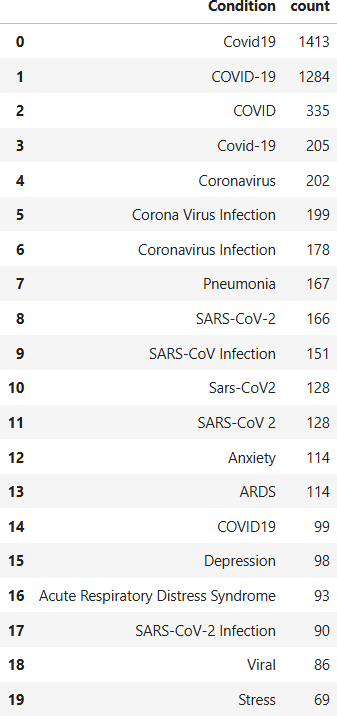 Condition count
0 Covid19 1413
1 COVID-19 1284
2 COVID 335
3 Covid-19 205
4 Coronavirus 202
5 Corona Virus Infection 199
6 Coronavirus Infection 178
7 Pneumonia 167
8 SARS-CoV-2 166
9 SARS-CoV Infection 151
10 Sars-CoV2 128
11 SARS-CoV 2 128
12 Anxiety 114
13 ARDS 114
14 COVID19 99
15 Depression 98
16 Acute Respiratory Distress Syndrome 93
17 SARS-CoV-2 Infection 90
18 Viral 86
19 Stress 69